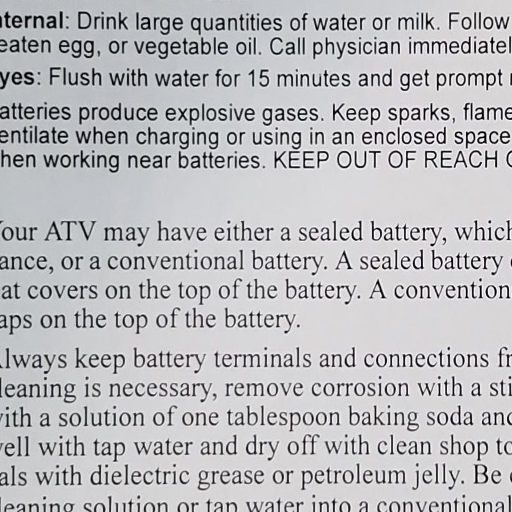 ternal: Drink large quantities of water or milk. Follow
eaten egg, or vegetable oil. Call physician immediatel
yes: Flush with water for 15 minutes and get prompt
atteries produce explosive gases. Keep sparks, flame
entilate when charging or using in an enclosed space
hen working near batteries. KEEP OUT OF REACH
our ATV may have either a sealed battery, which
ance, or a conventional battery. A sealed battery
at covers on the top of the battery. A convention
aps on the top of the battery.
lways keep battery terminals and connections fr
leaning is necessary, remove corrosion with a sti
ith a solution of one tablespoon baking soda and
ell with tap water and dry off with clean shop to
als with dielectric grease or petroleum jelly. Be
leaning solution or tap water into a conventional